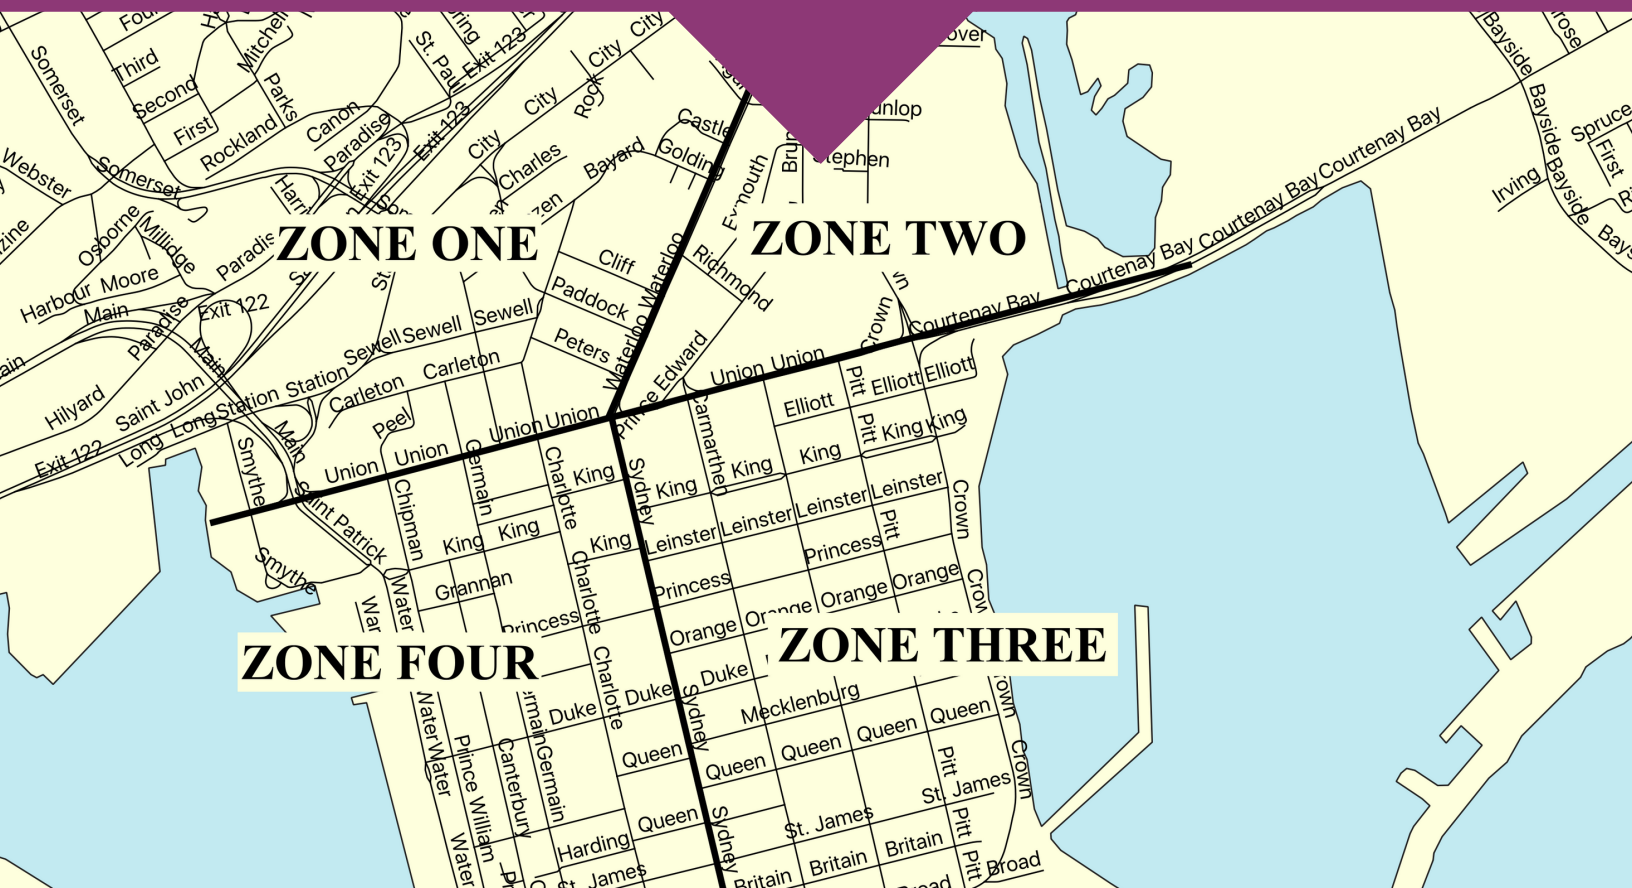 Somerset
Third
Second
First
Mitchell
Parks
Rockland
Canon
Paradise
Exit 123
Exit 123
Exit 123
St. Paul
City
City
City
City
Rock
Castle
Golding
Bayard
Charles
Webster
Somerset
Osborne
Millidge
Harbour
Moore
Main
Paradise
Exit 122
Hilyard
Main
Saint John
Long
Long
Station
Station
Exit 122
Smythe
Main
ZONE ONE
Sewell
Sewell
Sewell
Carleton
Carleton
Peel
Cliff
Paddock
Peters
Waterloo
Waterloo
Exmouth
Stephen
Richmond
Prince Edward
ZONE TWO
Crown
Union
Union
Union
Union
Union
Union
Courtenay Bay
Courtenay Bay
Courtenay Bay
Courtenay Bay
Courtenay Bay
Bayside
Bayside
Bayside
Spruce
First
Irving
Pitt
Elliott
Elliott
Elliott
Carmarthen
Pitt
King
King
King
King
King
Leinster
Leinster
Leinster
Leinster
Pitt
Crown
Princess
Princess
Orange
Orange
Orange
Orange
ZONE THREE
Duke
Mecklenburg
Queen
Queen
Queen
Queen
Pitt
Crown
St. James
St. James
Pitt
Britain
Britain
Britain
Pitt
Broad
Sydney
Sydney
Sydney
Saint Patrick
Smythe
Chipman
Germain
Charlotte
King
King
King
King
Grannan
Water
Charlotte
Princess
ZONE FOUR
Charlotte
Duke
Duke
Water
Water
Prince William
Canterbury
Germain
Queen
Queen
Harding
St. James
Water